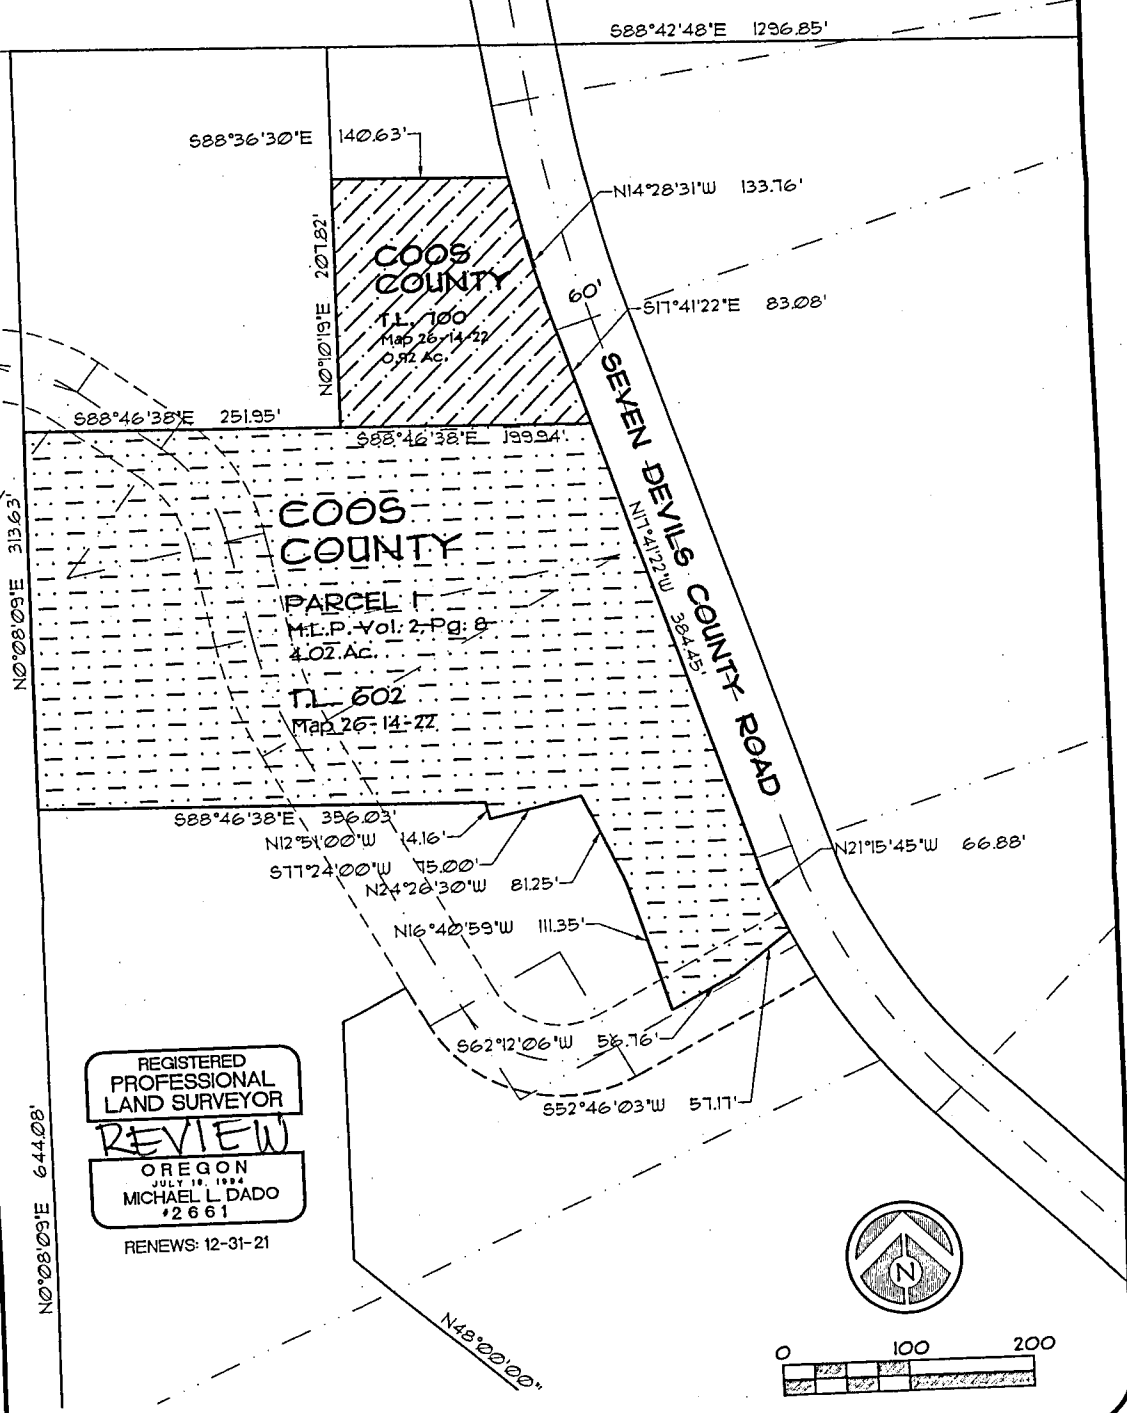 S88°42'48"E 1296.85'
S88°36'30"E 140.63'
N14°28'31"W 133.76'
N0°10'19"E 207.82'
COOS
COUNTY
T.L. 700
Map 26-14-22
0.92 Ac.
60'
S17°41'22"E 83.08'
S88°46'38"E 251.95'
S88°46'38"E 199.94'
SEVEN DEVILS COUNTY ROAD
N17°41'22"W 384.45'
N0°08'09"E 313.63'
COOS
COUNTY
PARCEL 1
M.L.P. Vol: 2 Pg: 8
4.02 Ac.
T.L. 602
Map 26-14-22
S88°46'38"E 356.03'
N12°51'00"W 14.16'
S77°24'00"W 75.00'
N24°26'30"W 81.25'
N21°15'45"W 66.88'
N16°40'59"W 111.35'
S62°12'06"W 56.76'
S52°46'03"W 57.17'
N0°08'09"E 644.08'
REGISTERED
PROFESSIONAL
LAND SURVEYOR
REVIEW
OREGON
JULY 19, 1994
MICHAEL L. DADO
#2661
RENEWS: 12-31-21
N48°00'00"
N
0 100 200